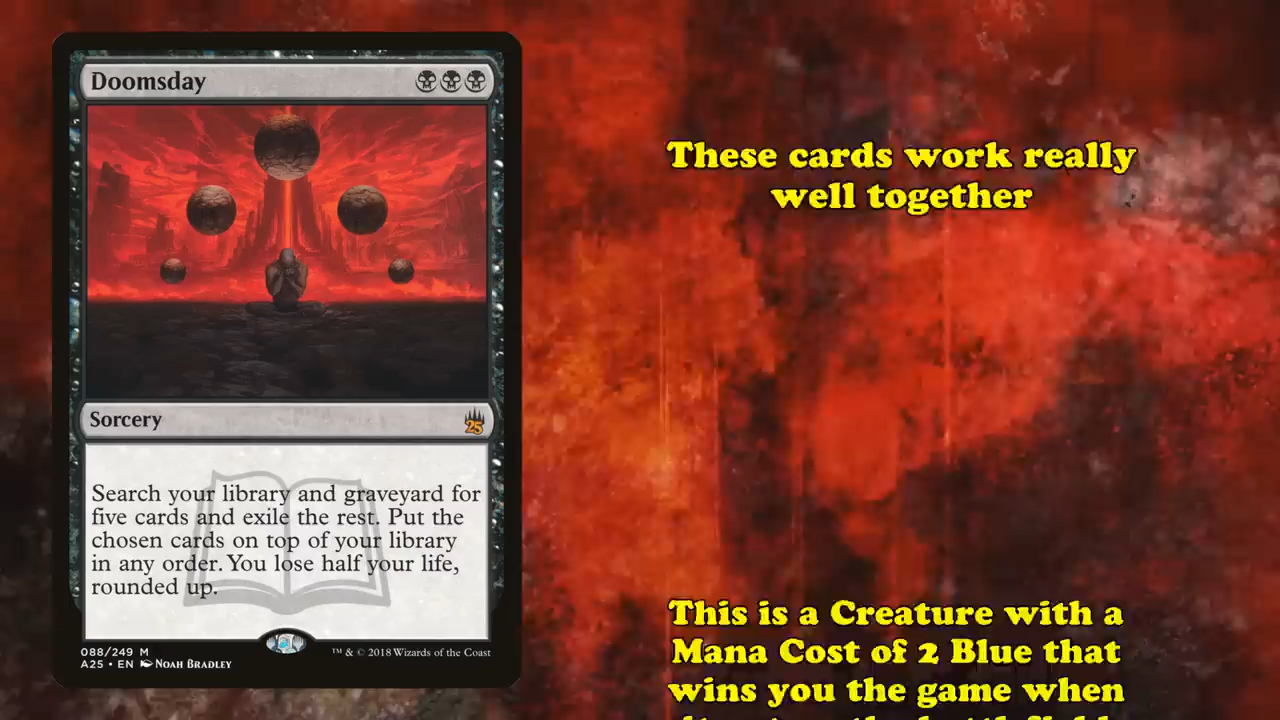 Doomsday
Sorcery
Search your library and graveyard for
five cards and exile the rest. Put the
chosen cards on top of your library
in any order. You lose half your life,
rounded up.
088/249 M
A25 • EN Noah Bradley
™ & © 2018 Wizards of the Coast
25
These cards work really
well together
This is a Creature with a
Mana Cost of 2 Blue that
wins you the game when